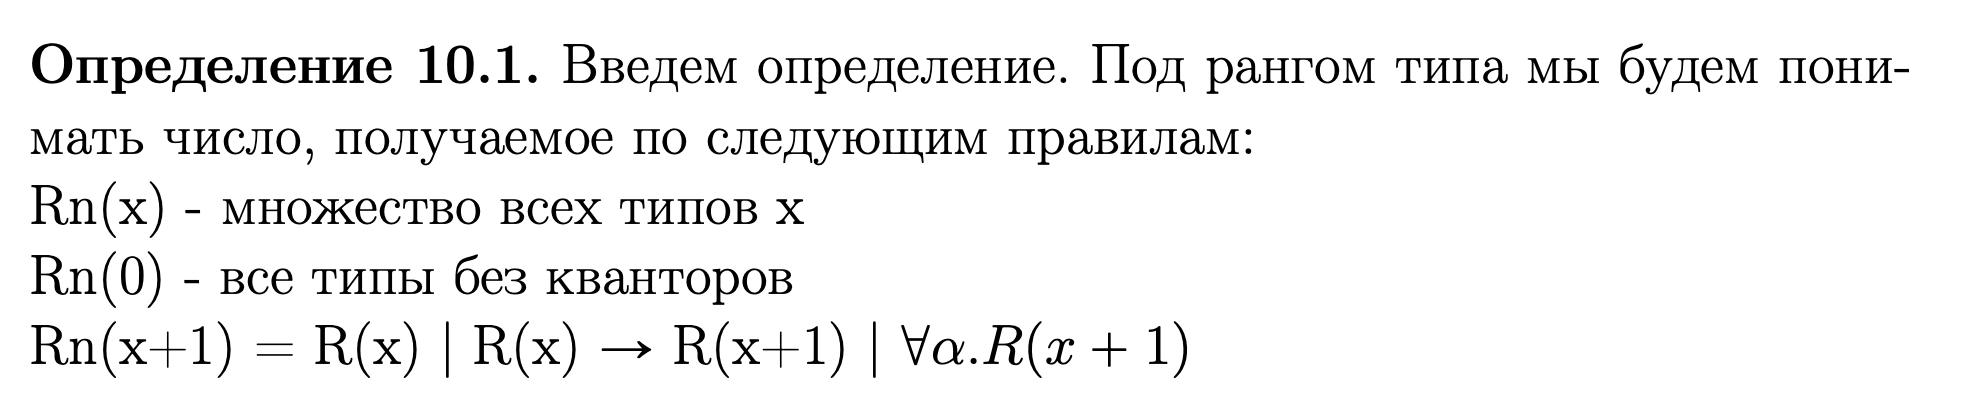 Определение 10.1. Введем определение. Под рангом типа мы будем пони-
мать число, получаемое по следующим правилам:
Rn(x) - множество всех типов x
Rn(0) - все типы без кванторов
Rn(x+1) = R(x) | R(x) → R(x+1) | ∀α.R(x + 1)